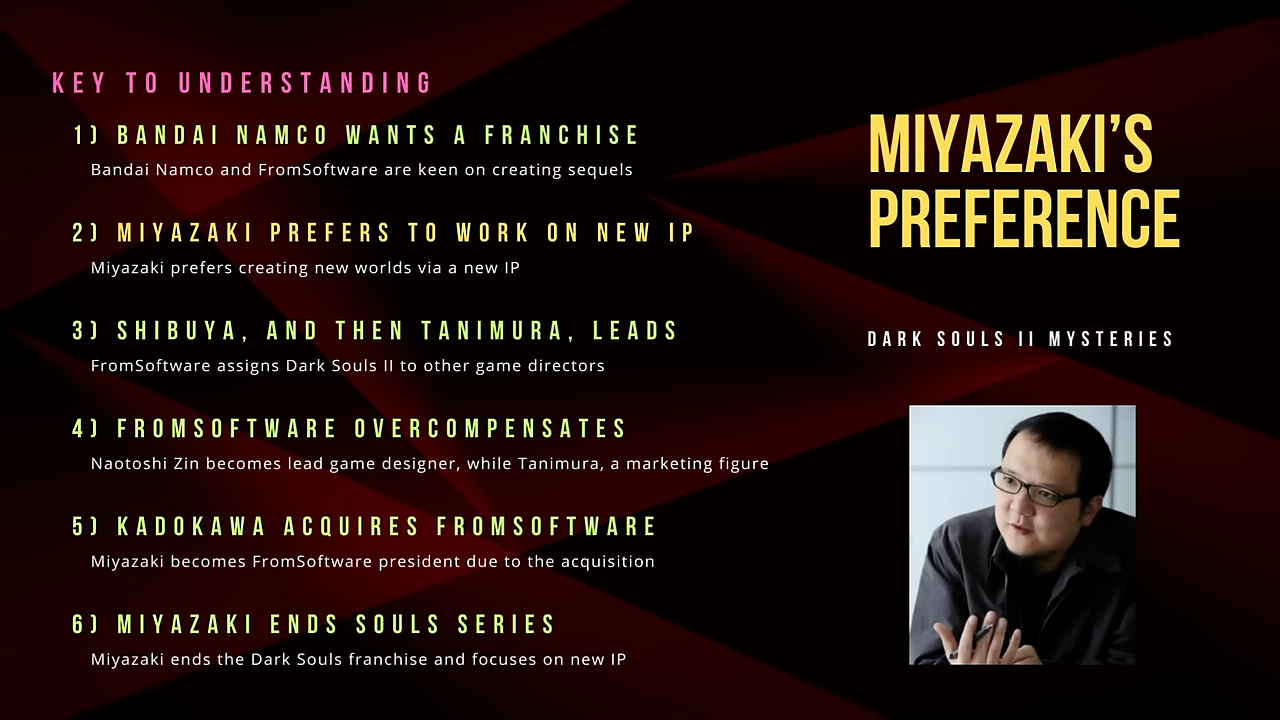 KEY TO UNDERSTANDING
1) BANDAI NAMCO WANTS A FRANCHISE
Bandai Namco and FromSoftware are keen on creating sequels
2) MIYAZAKI PREFERS TO WORK ON NEW IP
Miyazaki prefers creating new worlds via a new IP
3) SHIBUYA, AND THEN TANIMURA, LEADS
FromSoftware assigns Dark Souls II to other game directors
4) FROMSOFTWARE OVERCOMPENSATES
Naotoshi Zin becomes lead game designer, while Tanimura, a marketing figure
5) KADOKAWA ACQUIRES FROMSOFTWARE
Miyazaki becomes FromSoftware president due to the acquisition
6) MIYAZAKI ENDS SOULS SERIES
Miyazaki ends the Dark Souls franchise and focuses on new IP
MIYAZAKI'S
PREFERENCE
DARK SOULS II MYSTERIES